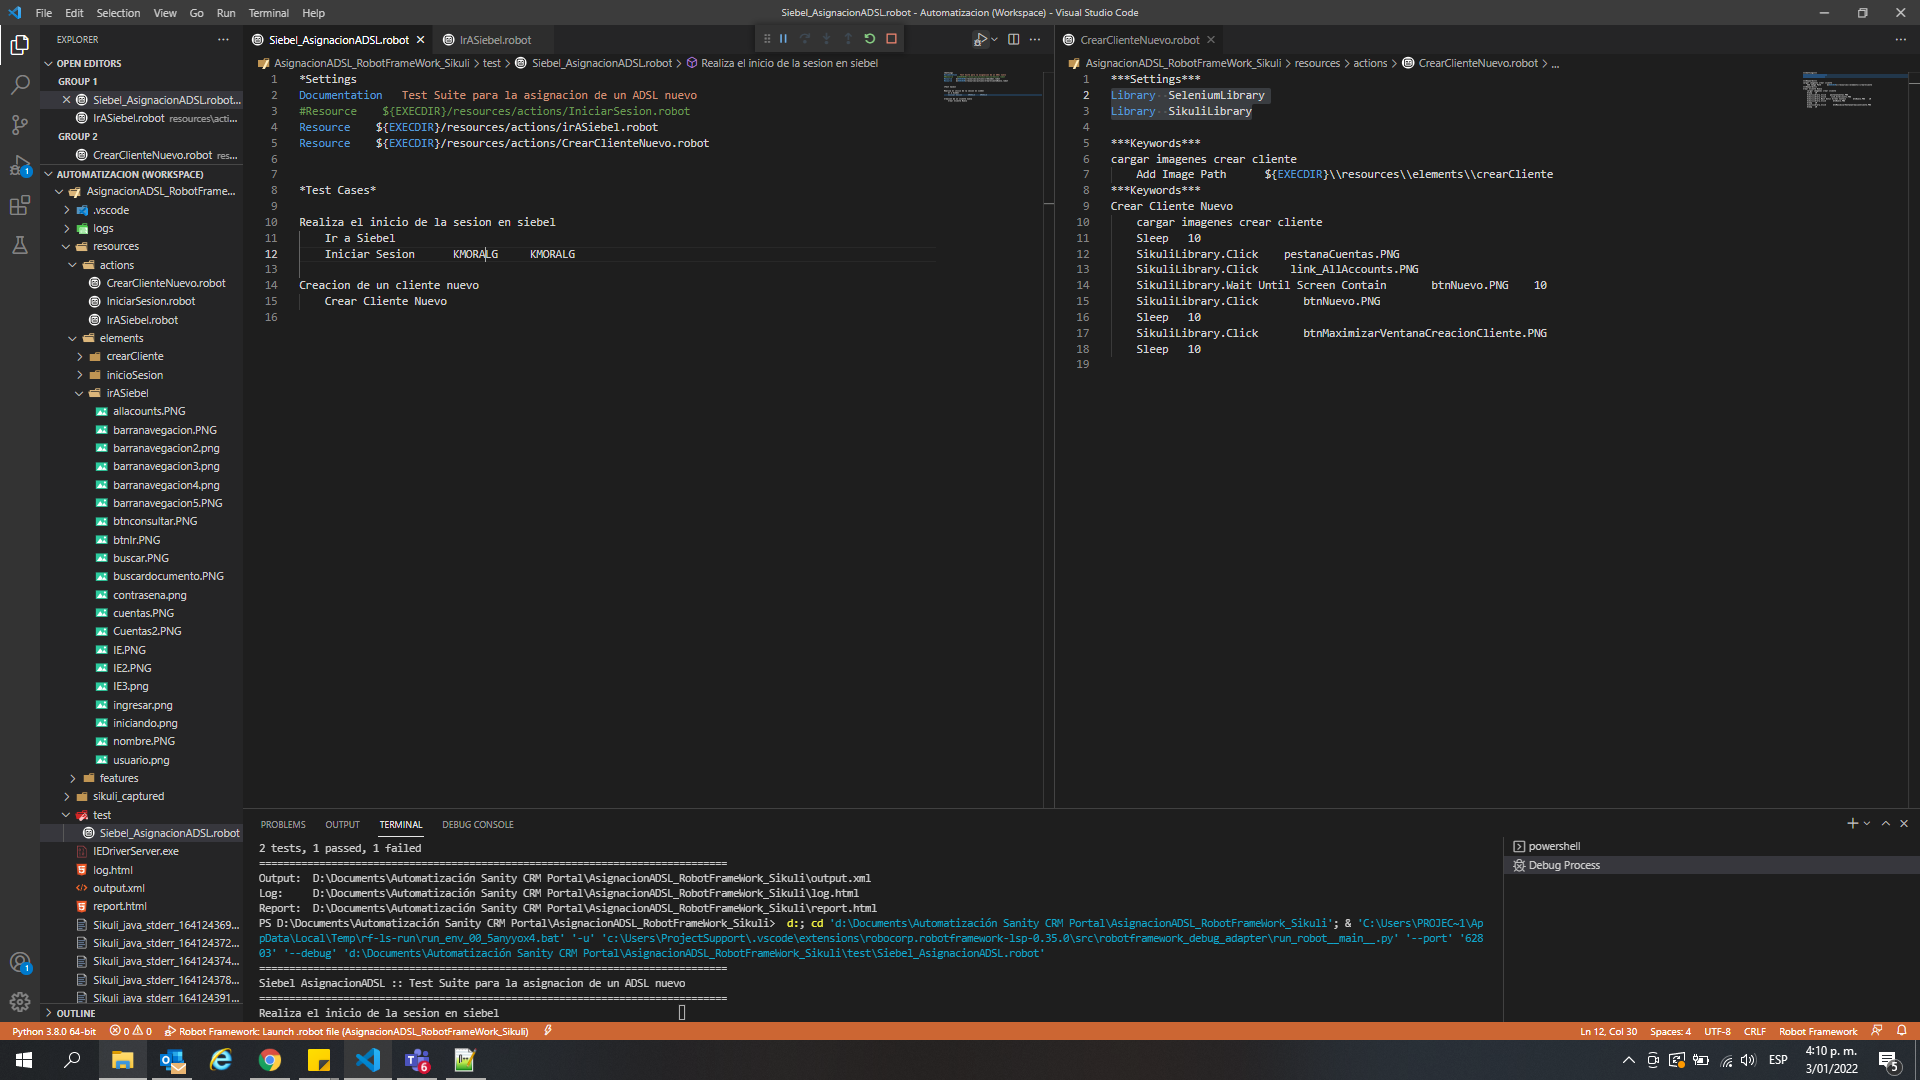 File Edit Selection View Go Run Terminal Help
Siebel_AsignacionADSL.robot - Automatizacion (Workspace) - Visual Studio Code
EXPLORER
OPEN EDITORS
GROUP 1
Siebel_AsignacionADSL.robot...
IrASiebel.robot resources\acti...
GROUP 2
CrearClienteNuevo.robot res...
AUTOMATIZACION (WORKSPACE)
AsignacionADSL_RobotFrame...
.vscode
logs
resources
actions
CrearClienteNuevo.robot
IniciarSesion.robot
IrASiebel.robot
elements
crearCliente
inicioSesion
irASiebel
allacounts.PNG
barranavegacion.PNG
barranavegacion2.png
barranavegacion3.png
barranavegacion4.png
barranavegacion5.PNG
btnconsultar.PNG
btnIr.PNG
buscar.PNG
buscardocumento.PNG
contrasena.png
cuentas.PNG
Cuentas2.PNG
IE.PNG
IE2.PNG
IE3.png
ingresar.png
iniciando.png
nombre.PNG
usuario.png
features
sikuli_captured
test
Siebel_AsignacionADSL.robot
IEDriverServer.exe
log.html
output.xml
report.html
Sikuli_java_stderr_164124369...
Sikuli_java_stderr_164124372...
Sikuli_java_stderr_164124374...
Sikuli_java_stderr_164124378...
Sikuli_java_stderr_164124391...
OUTLINE
Siebel_AsignacionADSL.robot IrASiebel.robot
AsignacionADSL_RobotFrameWork_Sikuli > test > Siebel_AsignacionADSL.robot > Realiza el inicio de la sesion en siebel
1 *Settings
2 Documentation Test Suite para la asignacion de un ADSL nuevo
3 #Resource ${EXECDIR}/resources/actions/IniciarSesion.robot
4 Resource ${EXECDIR}/resources/actions/irASiebel.robot
5 Resource ${EXECDIR}/resources/actions/CrearClienteNuevo.robot
6
7
8 *Test Cases*
9
10 Realiza el inicio de la sesion en siebel
11 Ir a Siebel
12 Iniciar Sesion KMORALG KMORALG
13
14 Creacion de un cliente nuevo
15 Crear Cliente Nuevo
16
CrearClienteNuevo.robot
AsignacionADSL_RobotFrameWork_Sikuli > resources > actions > CrearClienteNuevo.robot > ...
1 ***Settings***
2 Library SeleniumLibrary
3 Library SikuliLibrary
4
5 ***Keywords***
6 cargar imagenes crear cliente
7 Add Image Path ${EXECDIR}\\resources\\elements\\crearCliente
8 ***Keywords***
9 Crear Cliente Nuevo
10 cargar imagenes crear cliente
11 Sleep 10
12 SikuliLibrary.Click pestanaCuentas.PNG
13 SikuliLibrary.Click link_AllAccounts.PNG
14 SikuliLibrary.Wait Until Screen Contain btnNuevo.PNG 10
15 SikuliLibrary.Click btnNuevo.PNG
16 Sleep 10
17 SikuliLibrary.Click btnMaximizarVentanaCreacionCliente.PNG
18 Sleep 10
19
PROBLEMS OUTPUT TERMINAL DEBUG CONSOLE
2 tests, 1 passed, 1 failed
==============================================================================
Output: D:\Documents\Automatización Sanity CRM Portal\AsignacionADSL_RobotFrameWork_Sikuli\output.xml
Log: D:\Documents\Automatización Sanity CRM Portal\AsignacionADSL_RobotFrameWork_Sikuli\log.html
Report: D:\Documents\Automatización Sanity CRM Portal\AsignacionADSL_RobotFrameWork_Sikuli\report.html
PS D:\Documents\Automatización Sanity CRM Portal\AsignacionADSL_RobotFrameWork_Sikuli> d:; cd 'd:\Documents\Automatización Sanity CRM Portal\AsignacionADSL_RobotFrameWork_Sikuli'; & 'C:\Users\PROJEC~1\Ap
pData\Local\Temp\rf-ls-run\run_env_00_5anyyox4.bat' '-u' 'c:\Users\ProjectSupport\.vscode\extensions\robocorp.robotframework-lsp-0.35.0\src\robotframework_debug_adapter\run_robot__main__.py' '--port' '628
03' '--debug' 'd:\Documents\Automatización Sanity CRM Portal\AsignacionADSL_RobotFrameWork_Sikuli\test\Siebel_AsignacionADSL.robot'
==============================================================================
Siebel AsignacionADSL :: Test Suite para la asignacion de un ADSL nuevo
==============================================================================
Realiza el inicio de la sesion en siebel
powershell
Debug Process
Python 3.8.0 64-bit 0 0 Robot Framework: Launch .robot file (AsignacionADSL_RobotFrameWork_Sikuli)
Ln 12, Col 30 Spaces: 4 UTF-8 CRLF Robot Framework
ESP
4:10 p. m.
3/01/2022